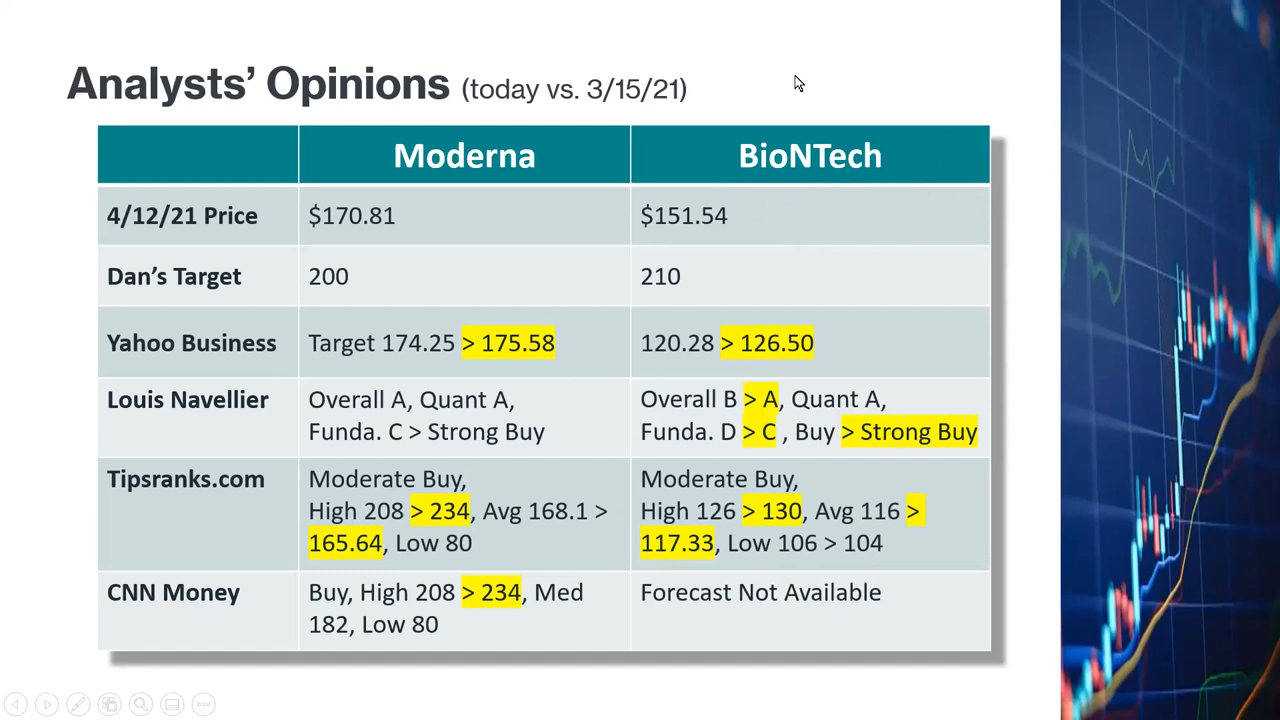 Analysts' Opinions (today vs. 3/15/21)
Moderna BioNTech
4/12/21 Price $170.81 $151.54
Dan's Target 200 210
Yahoo Business Target 174.25 > 175.58 120.28 > 126.50
Louis Navellier Overall A, Quant A, Overall B > A, Quant A,
Funda. C > Strong Buy Funda. D > C , Buy > Strong Buy
Tipsranks.com Moderate Buy, Moderate Buy,
High 208 > 234, Avg 168.1 > High 126 > 130, Avg 116 >
165.64, Low 80 117.33, Low 106 > 104
CNN Money Buy, High 208 > 234, Med Forecast Not Available
182, Low 80